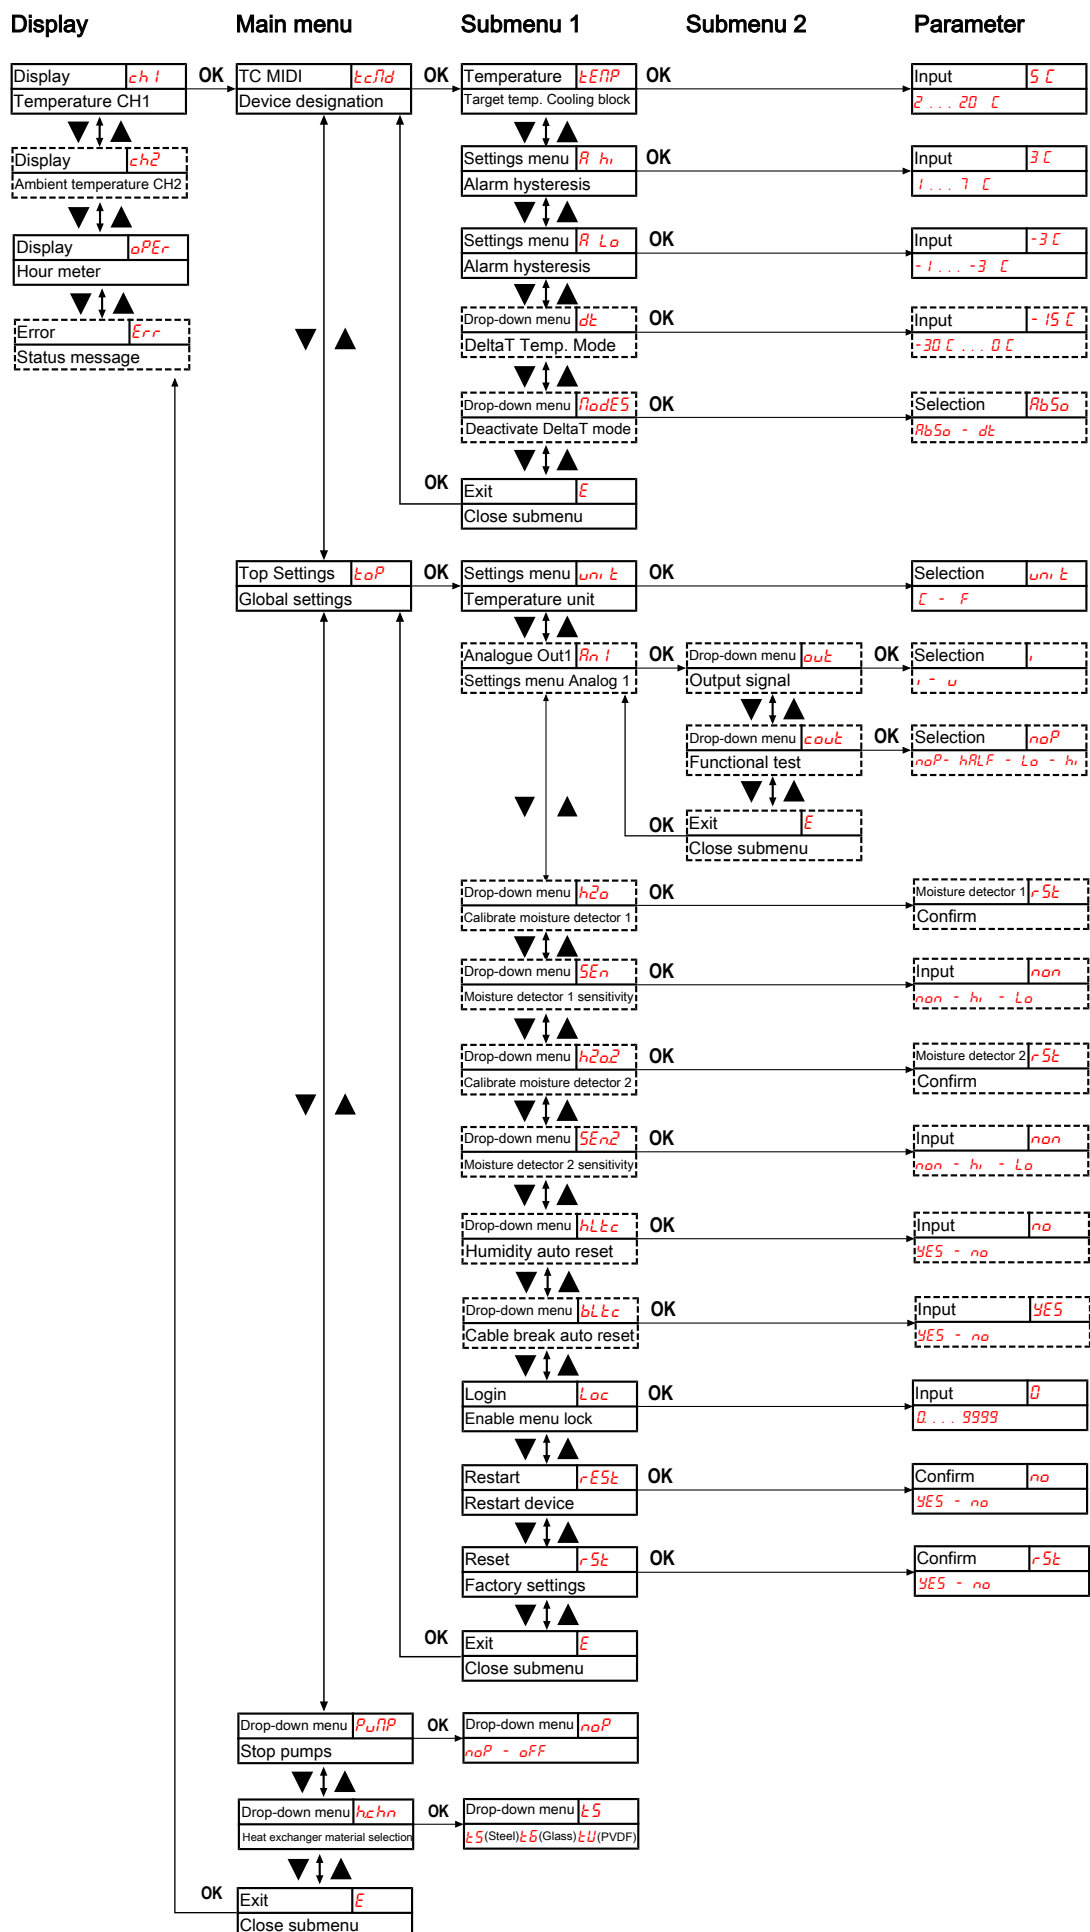 Display Main menu Submenu 1 Submenu 2 Parameter
Display ch1 OK TC MIDI tc.Md OK Temperature tEMP OK Input 5 C
Temperature CH1 Device designation Target temp. Cooling block 2 . . . 20 C
Display ch2 Settings menu A hi OK Input 3 C
Ambient temperature CH2 Alarm hysteresis 1 . . . 7 C
Display oPEr Settings menu A Lo OK Input -3 C
Hour meter Alarm hysteresis -1 . . . -3 C
Error Err Drop-down menu dt OK Input -15 C
Status message DeltaT Temp. Mode -30 C . . . 0 C
Drop-down menu ModES OK Selection AbSo
Deactivate DeltaT mode AbSo - dt
OK Exit E
Close submenu
Top Settings toP OK Settings menu uni t OK Selection uni t
Global settings Temperature unit C - F
Analogue Out1 An 1 OK Drop-down menu out OK Selection i
Settings menu Analog 1 Output signal i - u
Drop-down menu cout OK Selection noP
Functional test noP- hALF - Lo - hi
OK Exit E
Close submenu
Drop-down menu h2o OK Moisture detector 1 rSt
Calibrate moisture detector 1 Confirm
Drop-down menu SEn OK Input non
Moisture detector 1 sensitivity non - hi - Lo
Drop-down menu h2o.2 OK Moisture detector 2 rSt
Calibrate moisture detector 2 Confirm
Drop-down menu SEn.2 OK Input non
Moisture detector 2 sensitivity non - hi - Lo
Drop-down menu hLtc OK Input no
Humidity auto reset YES - no
Drop-down menu bLtc OK Input YES
Cable break auto reset YES - no
Login Loc OK Input 0
Enable menu lock 0. . . . 9999
Restart rESt OK Confirm no
Restart device YES - no
Reset rSt OK Confirm rSt
Factory settings YES - no
OK Exit E
Close submenu
Drop-down menu PuMP OK Drop-down menu noP
Stop pumps noP - oFF
Drop-down menu h.chn OK Drop-down menu tS
Heat exchanger material selection tS(Steel) tG(Glass) tU(PVDF)
OK Exit E
Close submenu